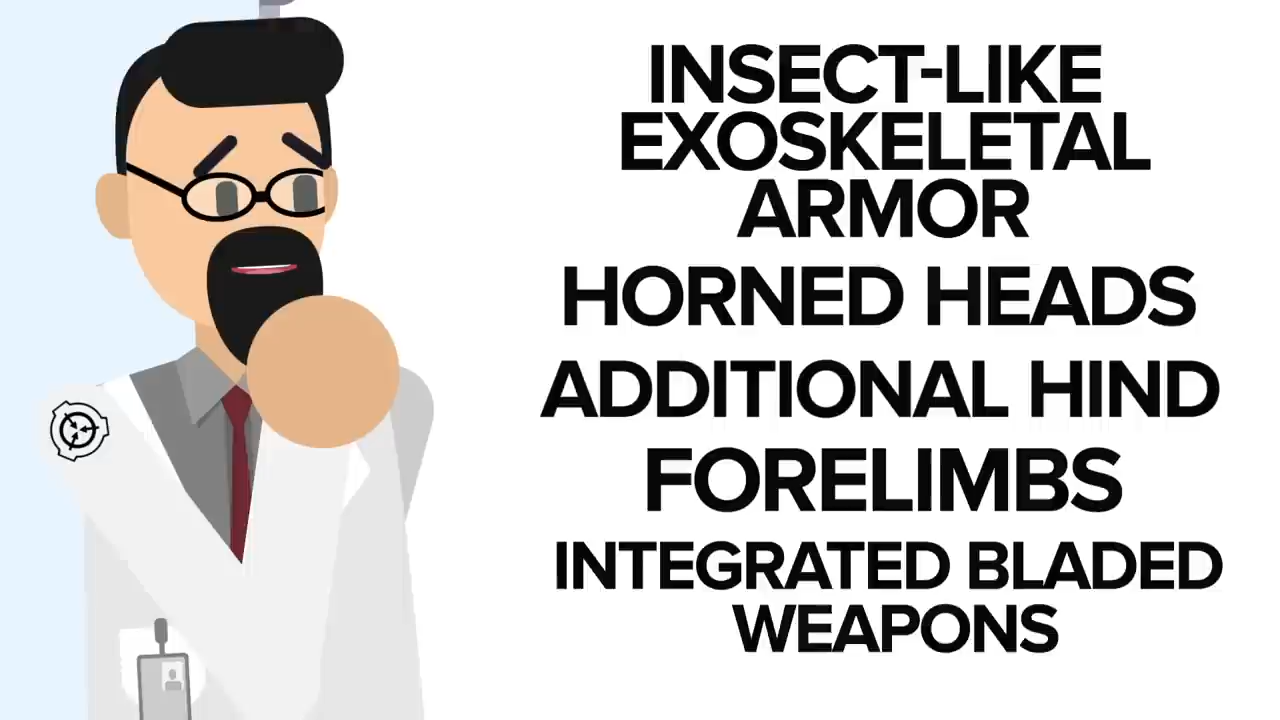 INSECT-LIKE
EXOSKELETAL
ARMOR
HORNED HEADS
ADDITIONAL HIND
FORELIMBS
INTEGRATED BLADED
WEAPONS